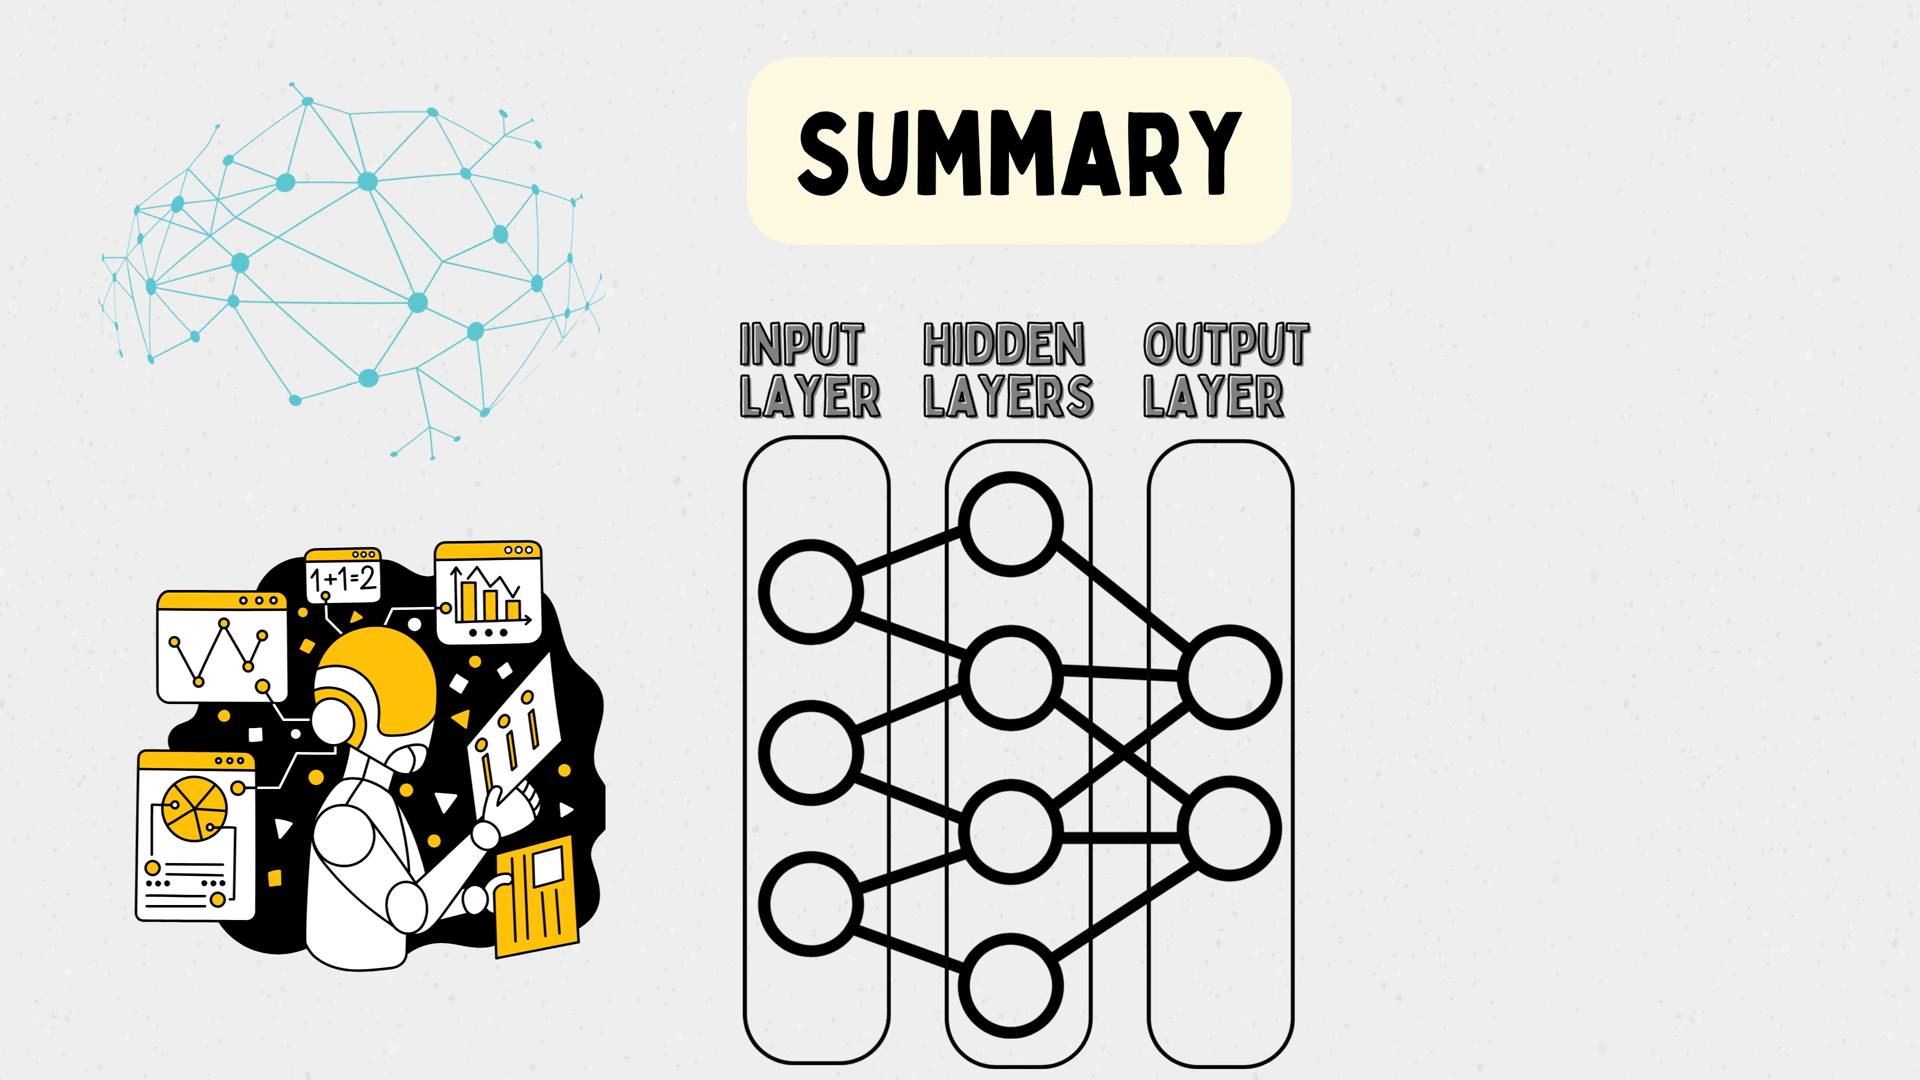 SUMMARY
INPUT
LAYER
HIDDEN
LAYERS
OUTPUT
LAYER
1+1=2